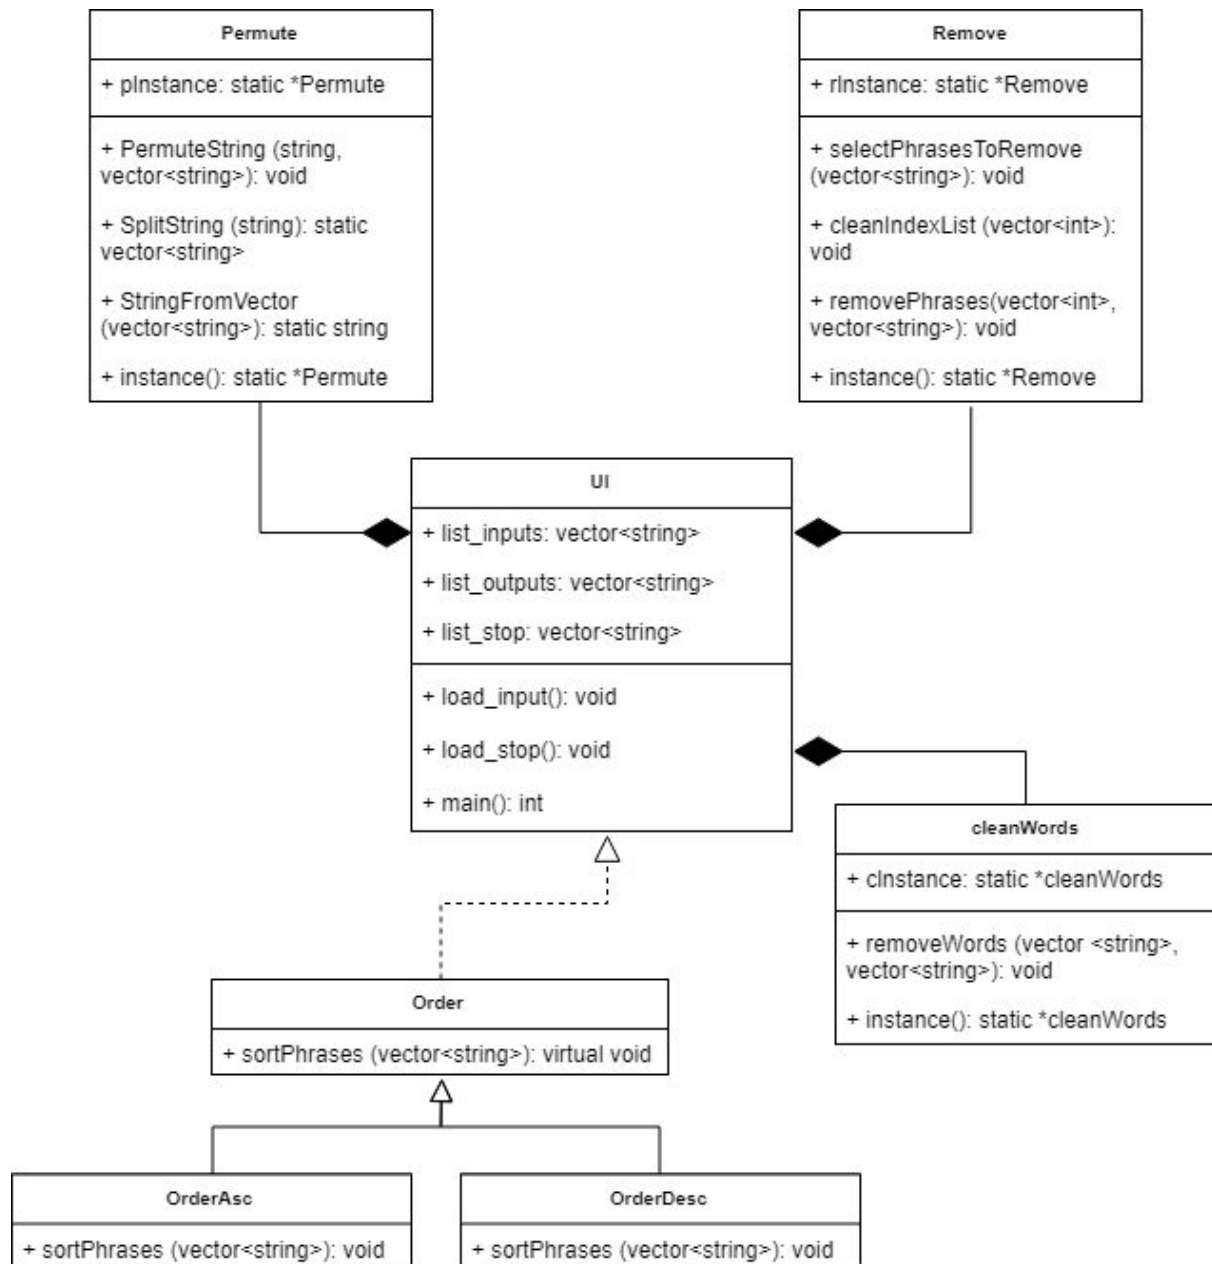 Permute
+ pInstance: static *Permute
+ PermuteString (string,
vector<string>): void
+ SplitString (string): static
vector<string>
+ StringFromVector
(vector<string>): static string
+ instance(): static *Permute
Remove
+ rInstance: static *Remove
+ selectPhrasesToRemove
(vector<string>): void
+ cleanIndexList (vector<int>):
void
+ removePhrases(vector<int>,
vector<string>): void
+ instance(): static *Remove
UI
+ list_inputs: vector<string>
+ list_outputs: vector<string>
+ list_stop: vector<string>
+ load_input(): void
+ load_stop(): void
+ main(): int
cleanWords
+ cInstance: static *cleanWords
+ removeWords (vector <string>,
vector<string>): void
+ instance(): static *cleanWords
Order
+ sortPhrases (vector<string>): virtual void
OrderAsc
+ sortPhrases (vector<string>): void
OrderDesc
+ sortPhrases (vector<string>): void